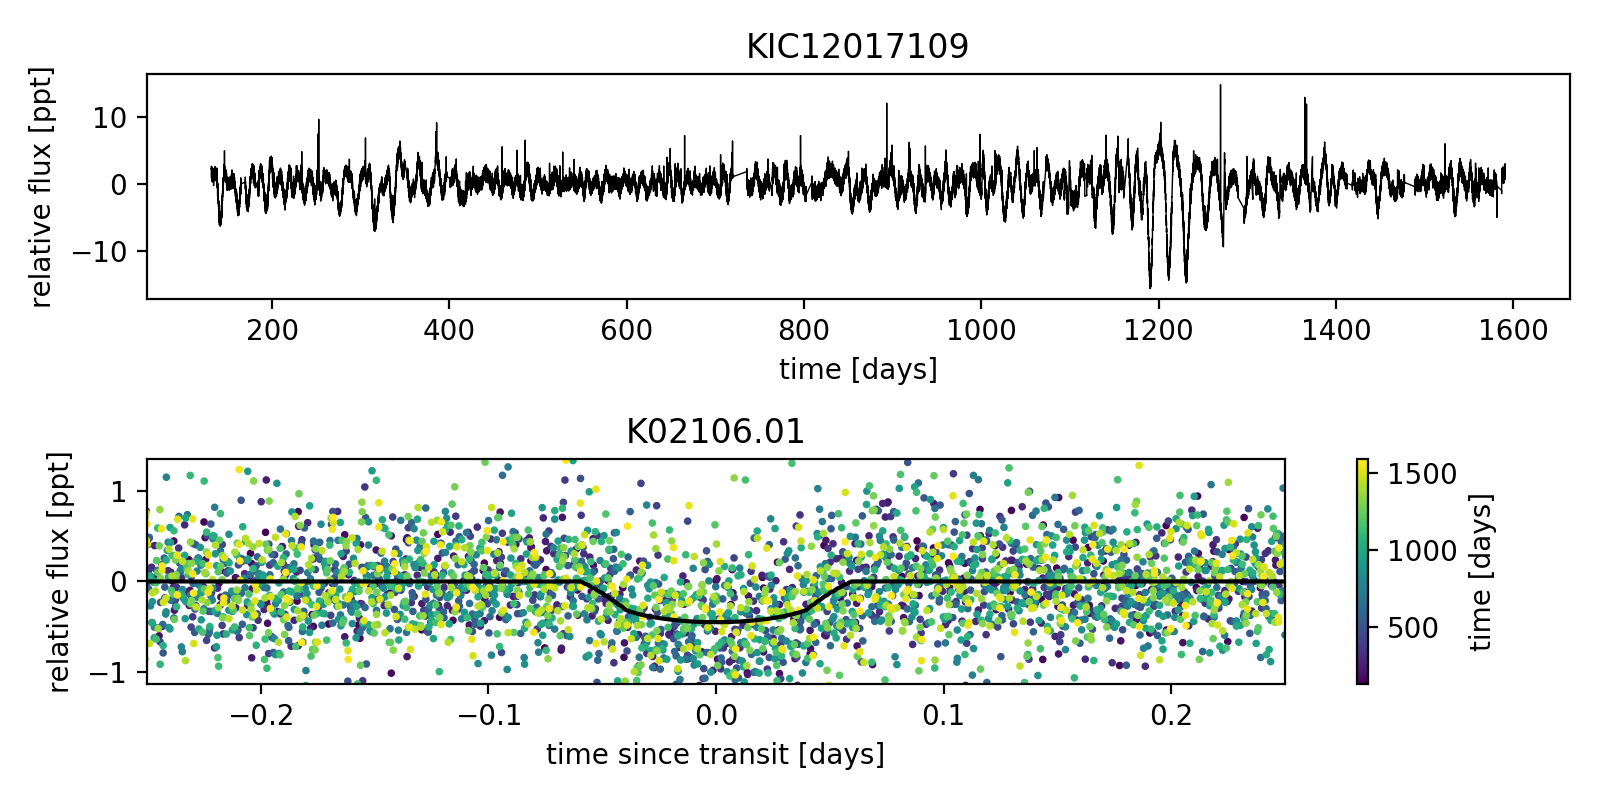 KIC12017109
relative flux [ppt]
10
0
−10
200 400 600 800 1000 1200 1400 1600
time [days]
K02106.01
relative flux [ppt]
1
0
−1
−0.2 −0.1 0.0 0.1 0.2
time since transit [days]
1500
1000
500
time [days]